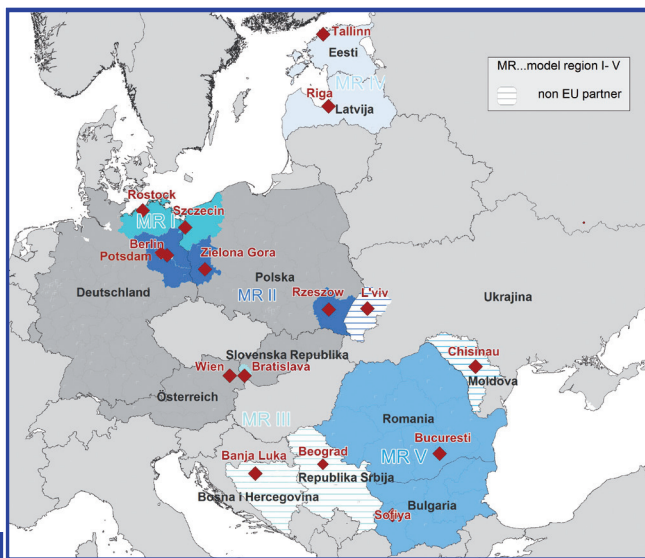 Tallinn
Eesti
MR...model region I- V
non EU partner
MR IV
Riga
Latvija
Rostock
Szczecin
MR I
Berlin
Potsdam
Zielona Gora
Polska
Deutschland
MR II
Rzeszow
L'viv
Ukrajina
Slovenska Republika
Wien
Bratislava
Chisinau
Moldova
Österreich
MR III
Romania
Banja Luka
Beograd
Bucuresti
MR V
Republika Srbija
Bosna i Hercegovina
Bulgaria
Sofiya